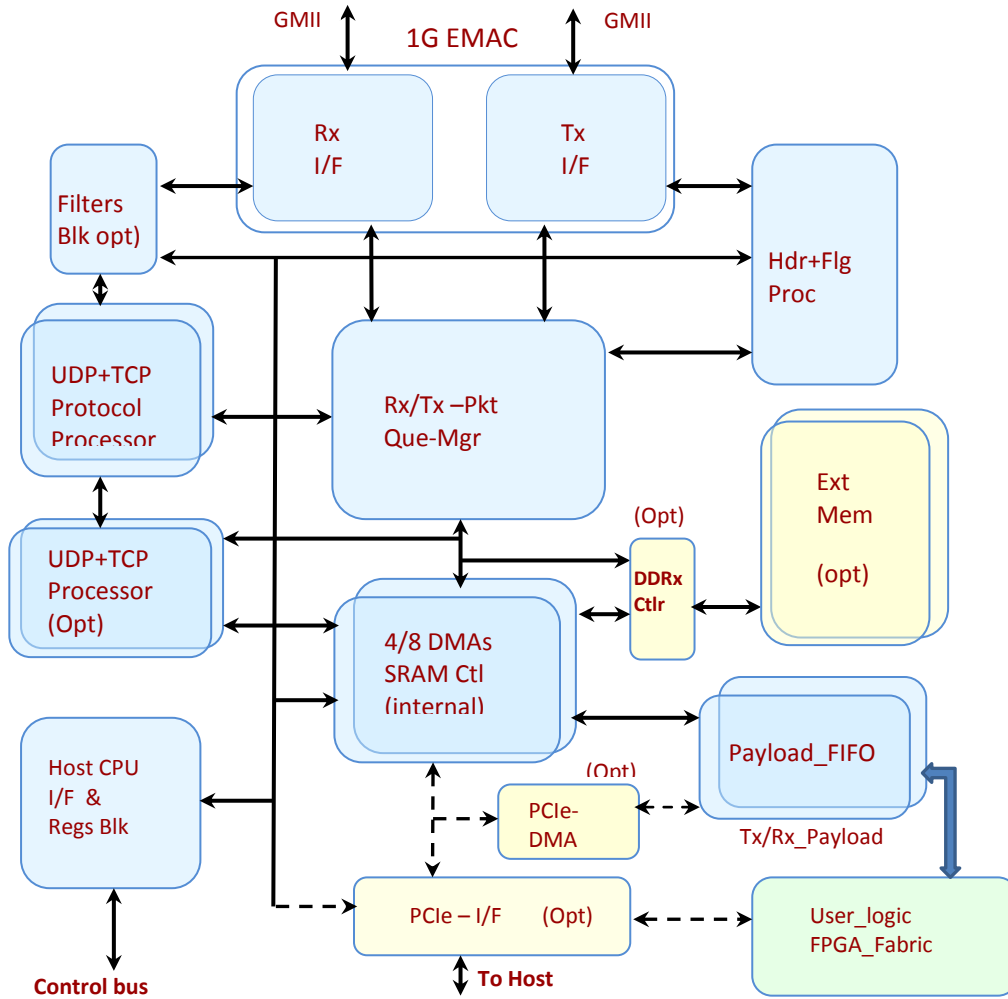 GMII
GMII
1G EMAC
Rx
I/F
Tx
I/F
Filters
Blk opt)
Hdr+Flg
Proc
UDP+TCP
Protocol
Processor
Rx/Tx –Pkt
Que-Mgr
Ext
Mem
(opt)
(Opt)
DDRx
Ctlr
UDP+TCP
Processor
(Opt)
4/8 DMAs
SRAM Ctl
(internal)
Payload_FIFO
Host CPU
I/F &
Regs Blk
(Opt)
PCIe-
DMA
Tx/Rx_Payload
PCIe – I/F (Opt)
User_logic
FPGA_Fabric
Control bus
To Host